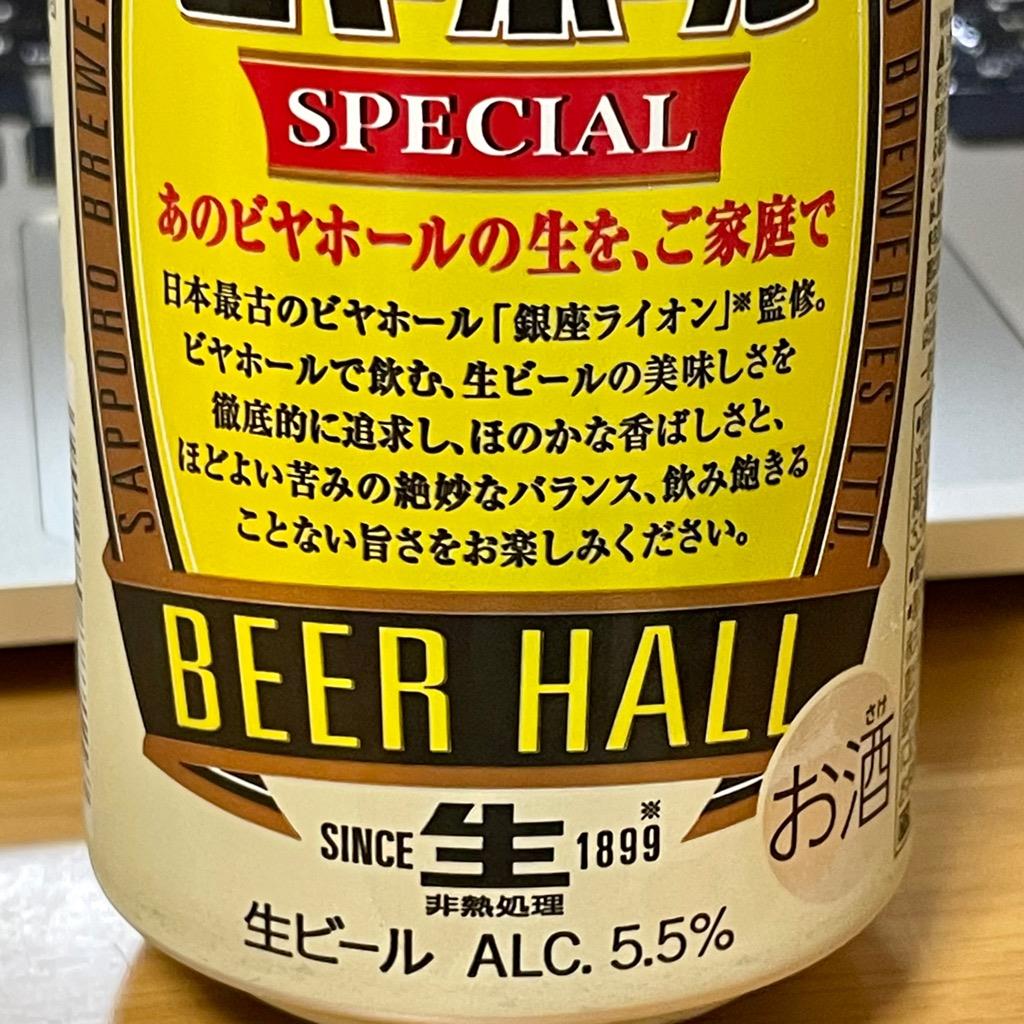 ビヤホール
SPECIAL
あのビヤホールの生を、ご家庭で
日本最古のビヤホール「銀座ライオン」※監修。
ビヤホールで飲む、生ビールの美味しさを
徹底的に追求し、ほのかな香ばしさと、
ほどよい苦みの絶妙なバランス、飲み飽きる
ことない旨さをお楽しみください。
SAPPORO BREWE
BREWERIES LTD.
BEER HALL
さけ
お酒
SINCE 生 1899※
非熱処理
生ビール ALC. 5.5%